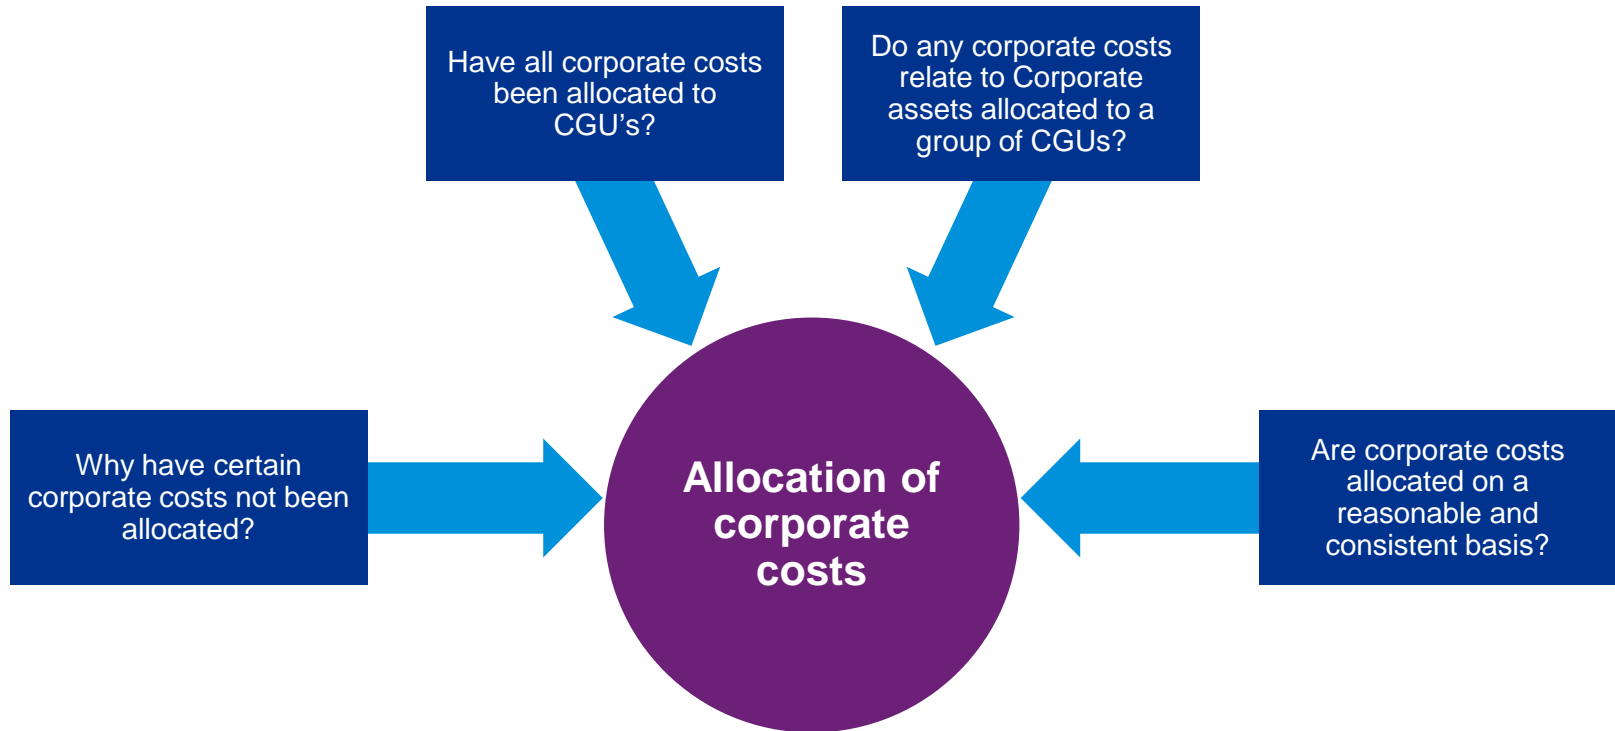 Have all corporate costs
been allocated to
CGU’s?
Do any corporate costs
relate to Corporate
assets allocated to a
group of CGUs?
Why have certain
corporate costs not been
allocated?
Allocation of
corporate
costs
Are corporate costs
allocated on a
reasonable and
consistent basis?